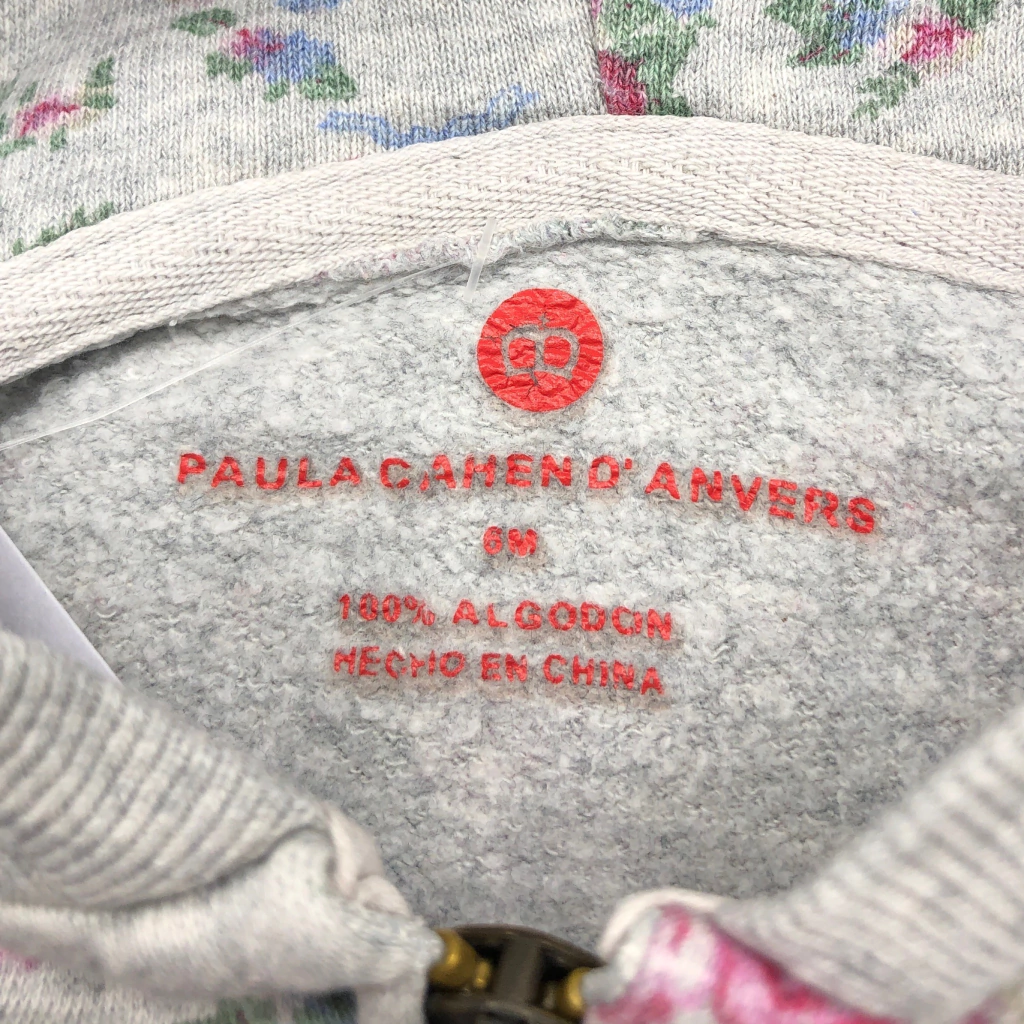 PAULA CAHEN D'ANVERS
6M
100% ALGODON
HECHO EN CHINA